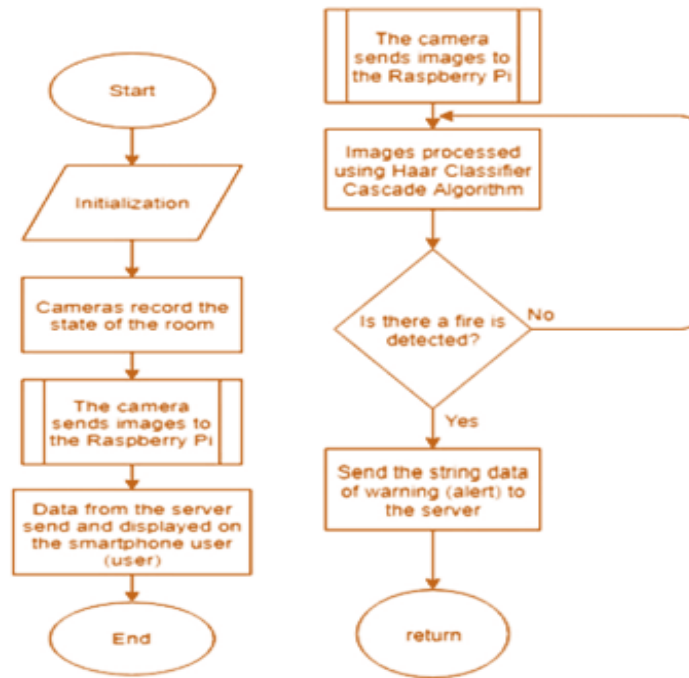 Start
Initialization
Cameras record the
state of the room
The camera
sends images to
the Raspberry Pi
Data from the server
send and displayed on
the smartphone user
(user)
End
The camera
sends images to
the Raspberry Pi
Images processed
using Haar Classifier
Cascade Algorithm
Is there a fire is
detected?
No
Yes
Send the string data
of warning (alert) to
the server
return